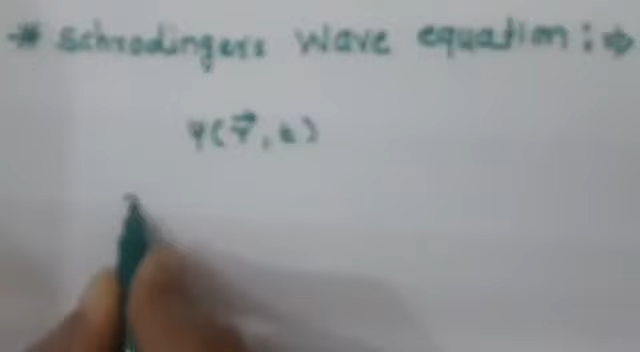 * Schrodingers Wave equation :⇒
ψ(r⃗, t)